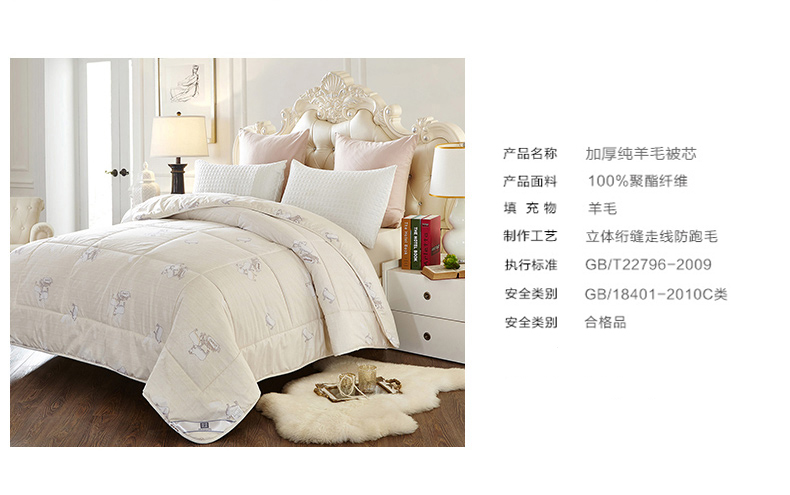 产品名称 加厚纯羊毛被芯
产品面料 100%聚酯纤维
填 充 物 羊毛
制作工艺 立体绗缝走线防跑毛
执行标准 GB/T22796-2009
安全类别 GB/18401-2010C类
安全类别 合格品
THE HOTEL BOOK